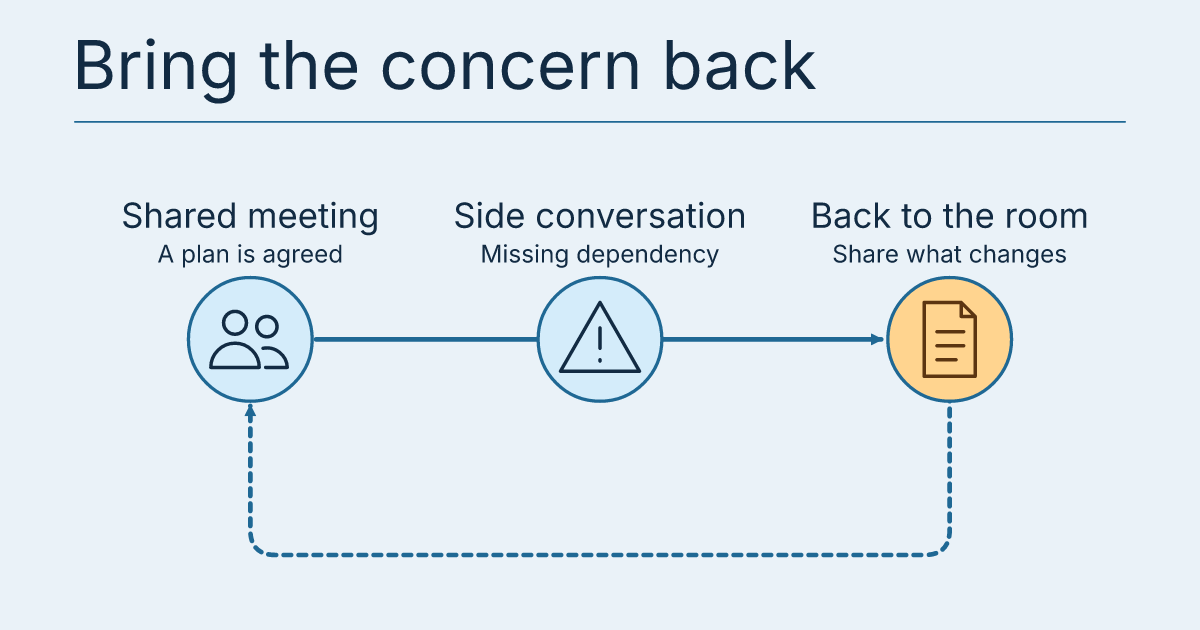 Bring the concern back
Shared meeting
A plan is agreed
Side conversation
Missing dependency
Back to the room
Share what changes